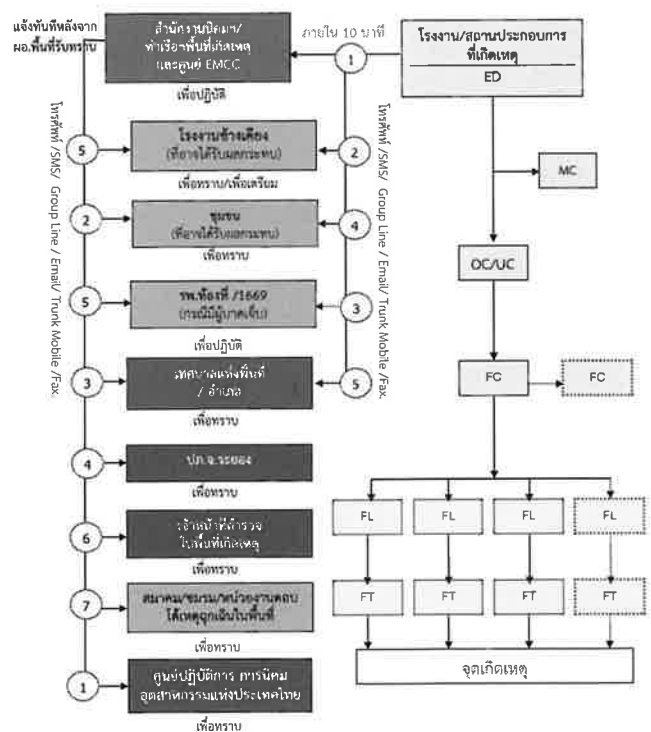 แจ้งทันทีหลังจาก
ผอ.พื้นที่รับทราบ
สำนักงานนิคมฯ/
ท่าเรือฯพื้นที่เกิดเหตุ
และศูนย์ EMCC
เพื่อปฏิบัติ
ภายใน 10 นาที
1
โรงงาน/สถานประกอบการ
ที่เกิดเหตุ
ED
โทรศัพท์ /SMS/ Group Line / Email/ Trunk Mobile /Fax.
โทรศัพท์ /SMS/ Group Line / Email/ Trunk Mobile /Fax.
5
โรงงานข้างเคียง
(ที่อาจได้รับผลกระทบ)
เพื่อทราบ/เพื่อเตรียม
2
MC
2
ชุมชน
(ที่อาจได้รับผลกระทบ)
เพื่อทราบ
4
OC/UC
5
รพ.ท้องที่ /1669
(กรณีมีผู้บาดเจ็บ)
เพื่อปฏิบัติ
3
3
เทศบาลแห่งพื้นที่
/ อำเภอ
เพื่อทราบ
5
FC
FC
4
ปภ.จ.ระยอง
เพื่อทราบ
6
เจ้าหน้าที่ตำรวจ
ในพื้นที่เกิดเหตุ
เพื่อทราบ
FL
FL
FL
FL
7
สมาคม/ชมรม/หน่วยงานตอบ
โต้เหตุฉุกเฉินในพื้นที่
เพื่อทราบ
FT
FT
FT
FT
1
ศูนย์ปฏิบัติการ การนิคม
อุตสาหกรรมแห่งประเทศไทย
เพื่อทราบ
จุดเกิดเหตุ